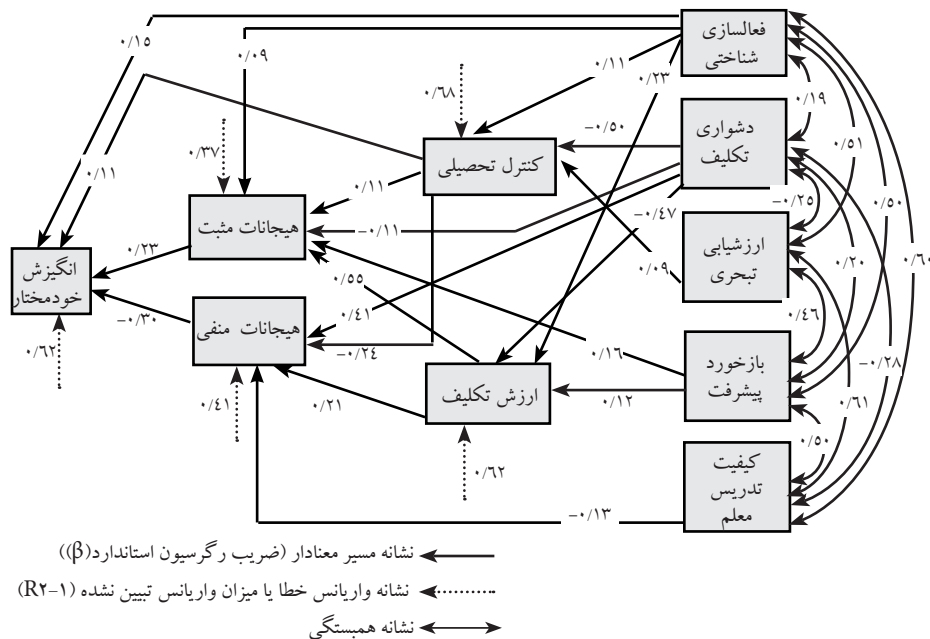 فعالسازی
شناختی
۰/۱۵
۰/۰۹
۰/۱۱
۰/۲۳
۰/۶۸
۰/۱۹
دشواری
تکلیف
-۰/۵۰
۰/۵۱
کنترل تحصیلی
۰/۳۷
۰/۱۱
۰/۱۱
هیجانات مثبت
-۰/۱۱
-۰/۴۷
-۰/۲۵
۰/۵۰
ارزشیابی
تبحری
۰/۰۹
۰/۲۰
۰/۶۰
انگیزش
خودمختار
۰/۲۳
۰/۵۵
-۰/۳۰
۰/۴۱
۰/۴۶
هیجانات منفی
-۰/۲۴
۰/۱۶
۰/۶۲
بازخورد
پیشرفت
-۰/۲۸
ارزش تکلیف
۰/۱۲
۰/۲۱
۰/۴۱
۰/۶۱
۰/۵۰
۰/۶۲
کیفیت
تدریس
معلم
-۰/۱۳
نشانه مسیر معنادار (ضریب رگرسیون استاندارد(β))
نشانه واریانس خطا یا میزان واریانس تبیین نشده (R۲-۱)
نشانه همبستگی